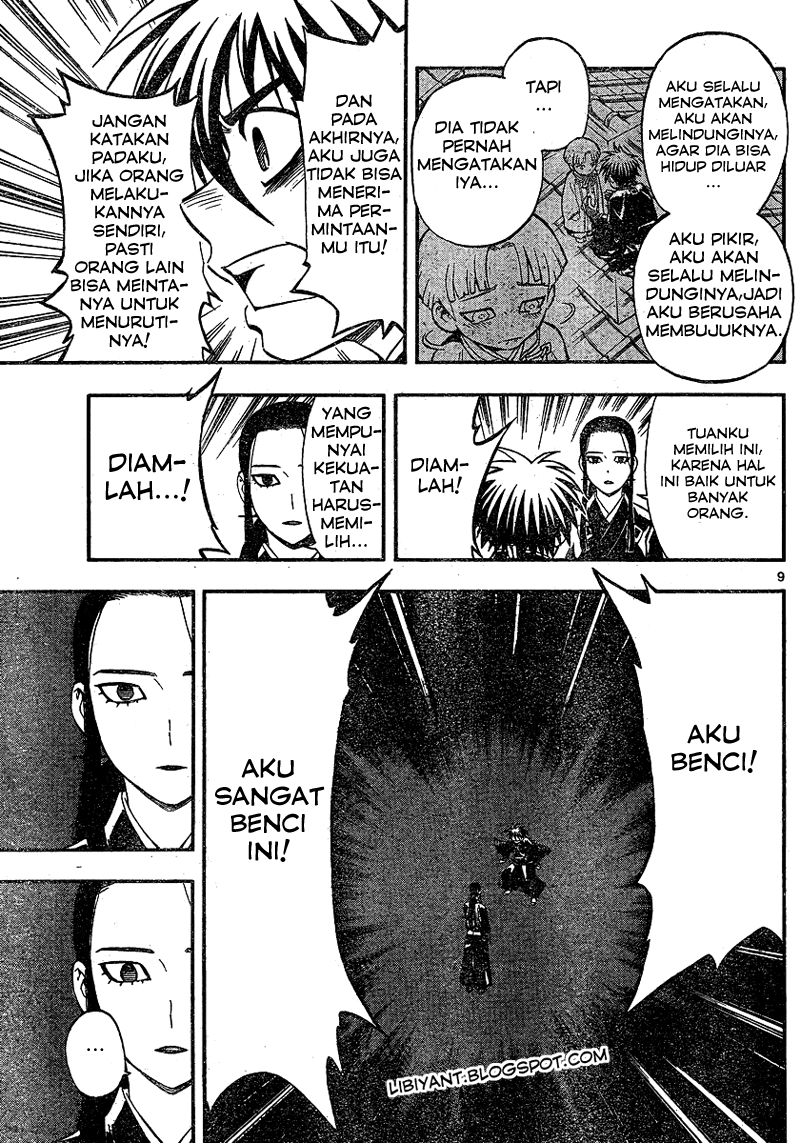 AKU SELALU
MENGATAKAN,
AKU AKAN
MELINDUNGINYA,
AGAR DIA BISA
HIDUP DILUAR
...
AKU PIKIR,
AKU AKAN
SELALU MELIN-
DUNGINYA,JADI
AKU BERUSAHA
MEMBUJUKNYA.
TAPI
...
DIA TIDAK
PERNAH
MENGATAKAN
IYA...
DAN
PADA
AKHIRNYA,
AKU JUGA
TIDAK BISA
MENERI-
MA PER-
MINTAAN-
MU ITU!
JANGAN
KATAKAN
PADAKU,
JIKA ORANG
MELAKU-
KANNYA
SENDIRI,
PASTI
ORANG LAIN
BISA MEINTA-
NYA UNTUK
MENURUTI-
NYA!
TUANKU
MEMILIH INI,
KARENA HAL
INI BAIK UNTUK
BANYAK
ORANG.
DIAM-
LAH!
YANG
MEMPU-
NYAI
KEKUA-
TAN
HARUS-
MEMI-
LIH...
DIAM-
LAH...!
9
AKU
BENCI!
AKU
SANGAT
BENCI
INI!
...
LIBIYANT.BLOGSPOT.COM